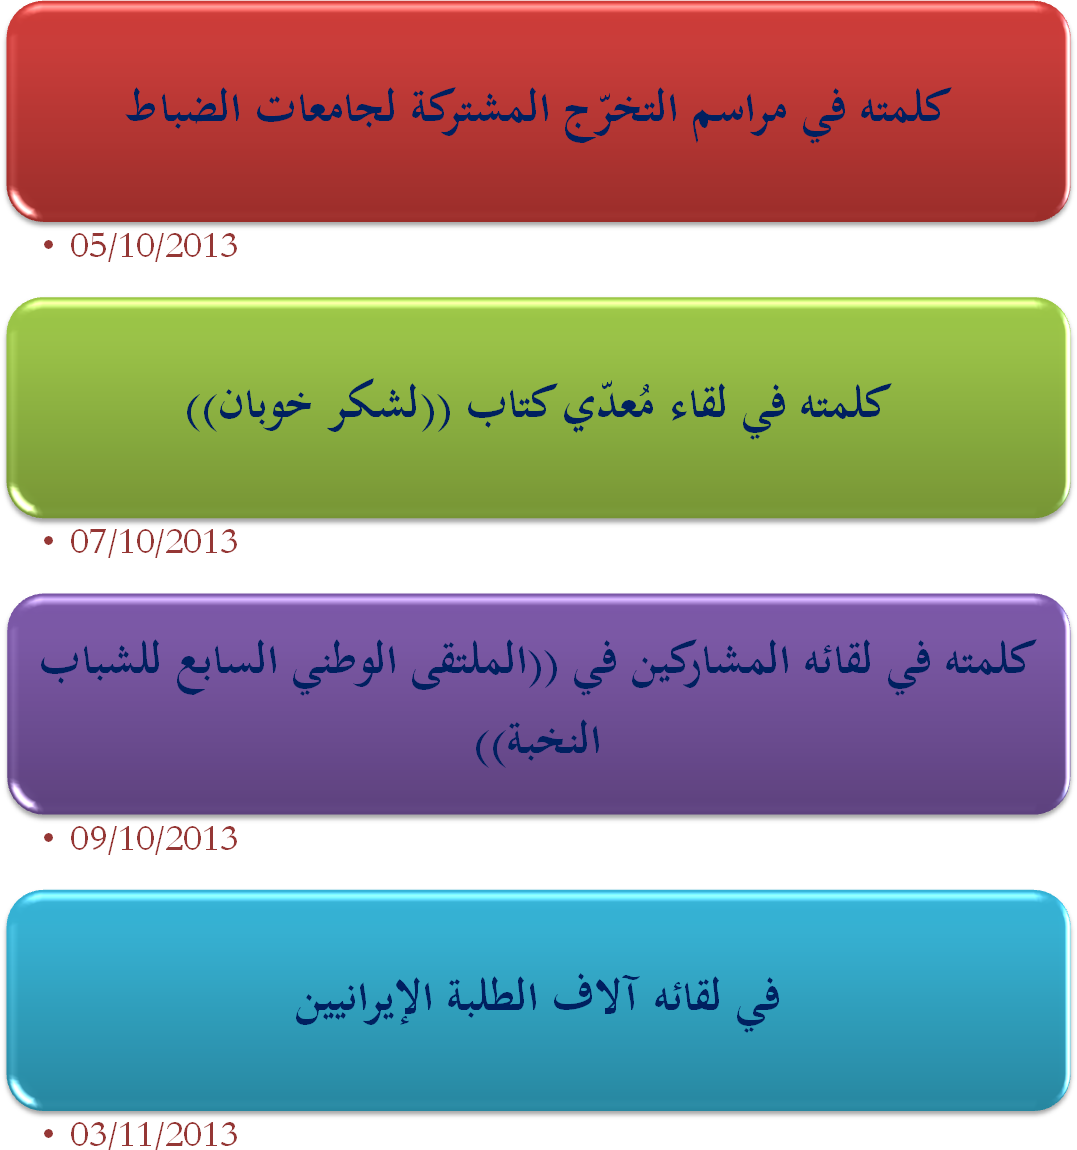 كلمته في مراسم التخرّج المشتركة لجامعات الضباط
• 05/10/2013
كلمته في لقاء مُعدّي كتاب ((لشكر خوبان))
• 07/10/2013
كلمته في لقائه المشاركين في ((الملتقى الوطني السابع للشباب
النخبة))
• 09/10/2013
في لقائه آلاف الطلبة الإيرانيين
• 03/11/2013